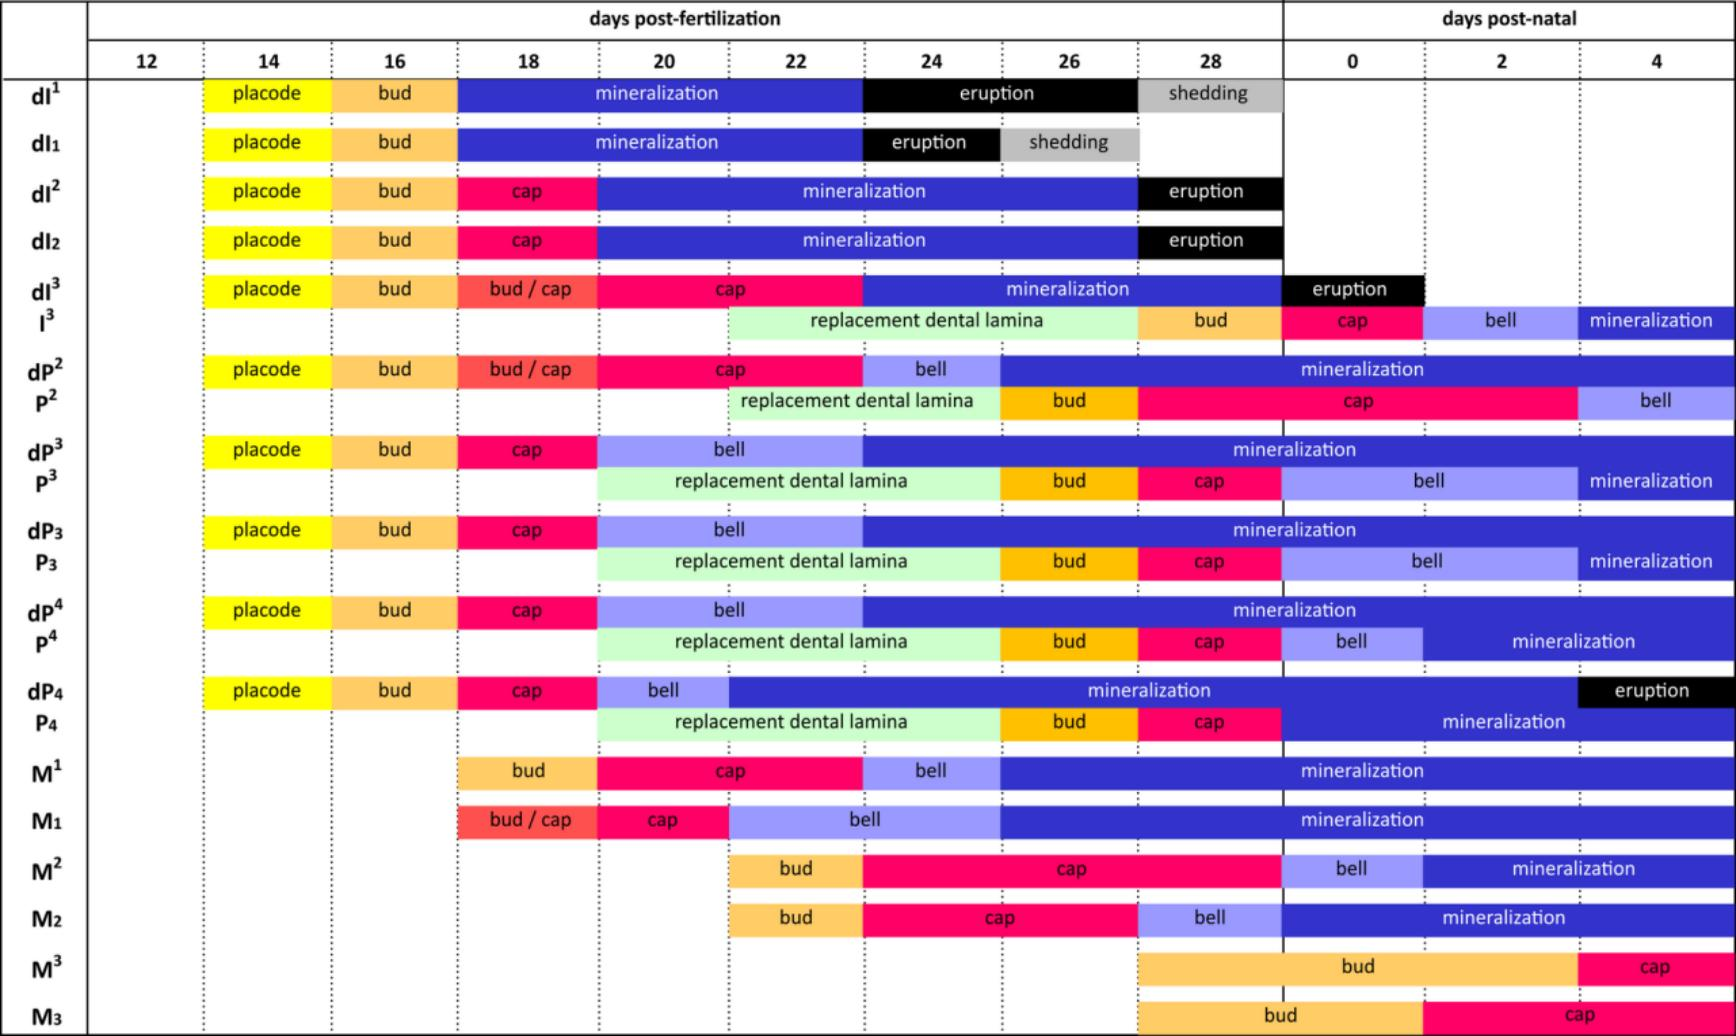 days post-fertilization days post-natal
12 14 16 18 20 22 24 26 28 0 2 4
dI¹ placode bud mineralization eruption shedding
dI₁ placode bud mineralization eruption shedding
dI² placode bud cap mineralization eruption
dI₂ placode bud cap mineralization eruption
dI³ placode bud bud / cap cap mineralization eruption
I³ replacement dental lamina bud cap bell mineralization
dP² placode bud bud / cap cap bell mineralization
P² replacement dental lamina bud cap bell
dP³ placode bud cap bell mineralization
P³ replacement dental lamina bud cap bell mineralization
dP₃ placode bud cap bell mineralization
P₃ replacement dental lamina bud cap bell mineralization
dP⁴ placode bud cap bell mineralization
P⁴ replacement dental lamina bud cap bell mineralization
dP₄ placode bud cap bell mineralization eruption
P₄ replacement dental lamina bud cap mineralization
M¹ bud cap bell mineralization
M₁ bud / cap cap bell mineralization
M² bud cap bell mineralization
M₂ bud cap bell mineralization
M³ bud cap
M₃ bud cap